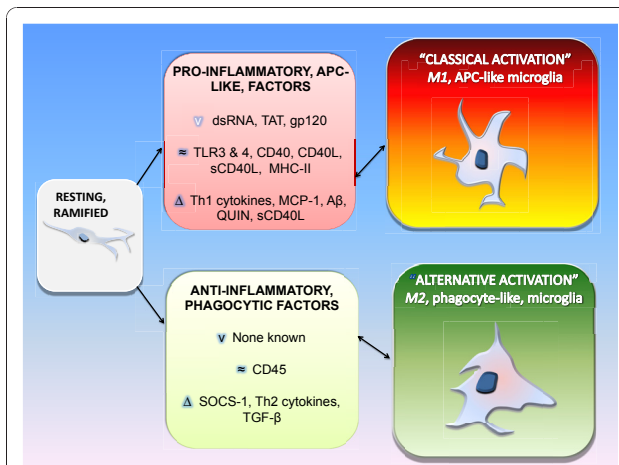 RESTING,
RAMIFIED
PRO-INFLAMMATORY, APC-
LIKE, FACTORS
v dsRNA, TAT, gp120
≈ TLR3 & 4, CD40, CD40L,
sCD40L, MHC-II
Δ Th1 cytokines, MCP-1, Aβ,
QUIN, sCD40L
"CLASSICAL ACTIVATION"
M1, APC-like microglia
ANTI-INFLAMMATORY,
PHAGOCYTIC FACTORS
v None known
≈ CD45
Δ SOCS-1, Th2 cytokines,
TGF-β
"ALTERNATIVE ACTIVATION"
M2, phagocyte-like, microglia